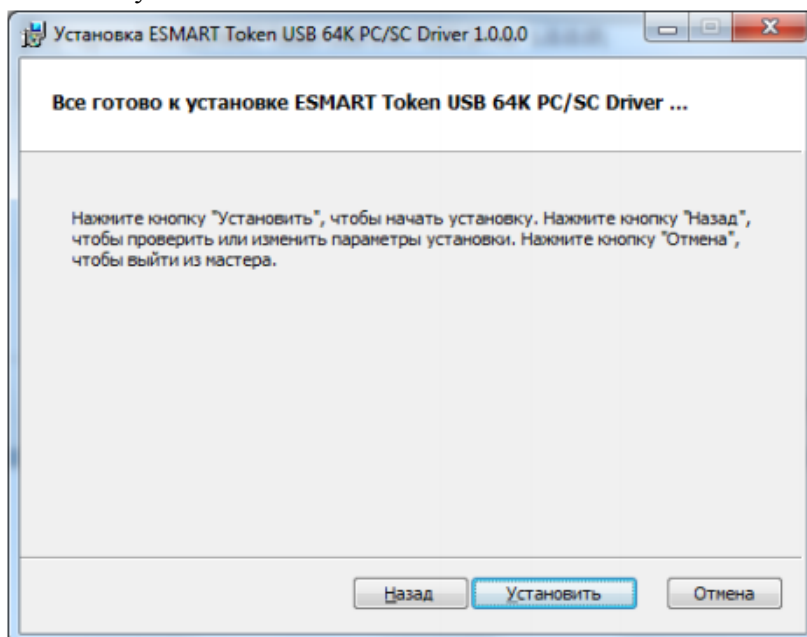 Установка ESMART Token USB 64K PC/SC Driver 1.0.0.0
Все готово к установке ESMART Token USB 64K PC/SC Driver ...
Нажмите кнопку "Установить", чтобы начать установку. Нажмите кнопку "Назад",
чтобы проверить или изменить параметры установки. Нажмите кнопку "Отмена",
чтобы выйти из мастера.
Назад
Установить
Отмена